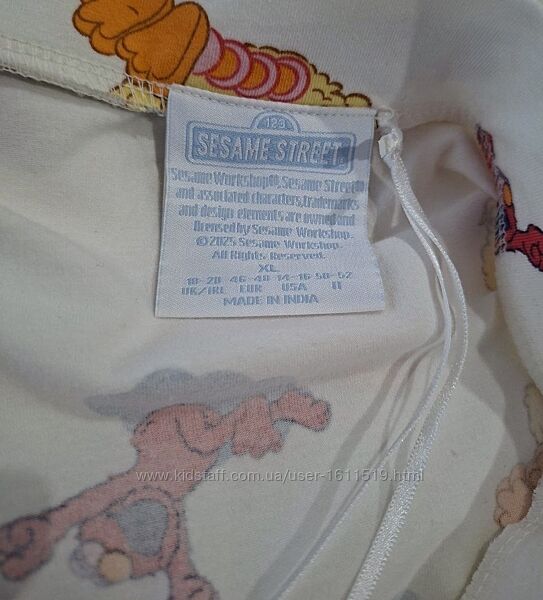 123
SESAME STREET
Sesame Workshop®, Sesame Street®
and associated characters, trademarks
and design elements are owned and
licensed by Sesame Workshop.
© 2025 Sesame Workshop.
All Rights Reserved.
XL
18-20 46-48 14-16 50-52
UK/IRL EUR USA IT
MADE IN INDIA
www.kidstaff.com.ua/user-1611519.html